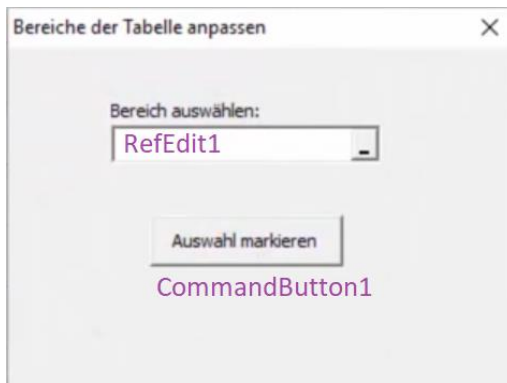 Bereiche der Tabelle anpassen
Bereich auswählen:
RefEdit1
Auswahl markieren
CommandButton1